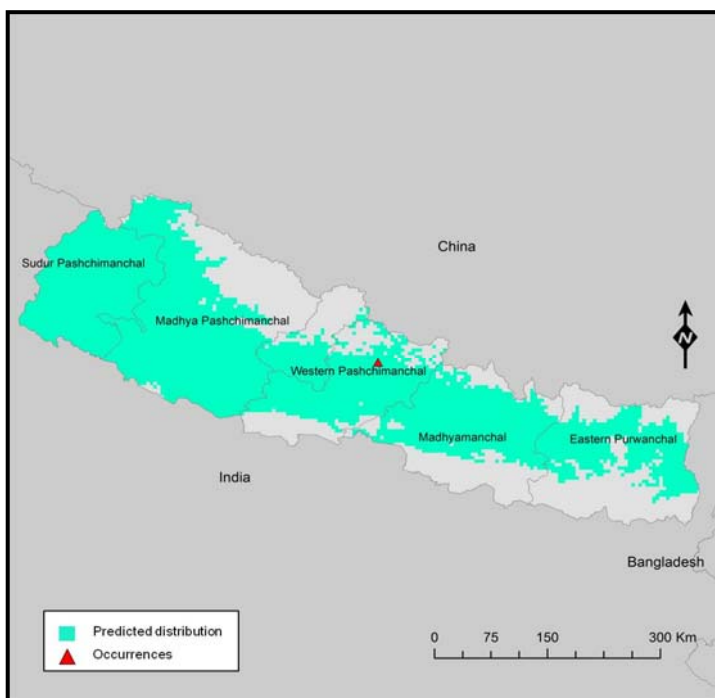 China
Sudur Pashchimanchal
Madhya Pashchimanchal
Western Pashchimanchal
N
Madhyamanchal
Eastern Purwanchal
India
Bangladesh
Predicted distribution
Occurrences
0 75 150 300 Km